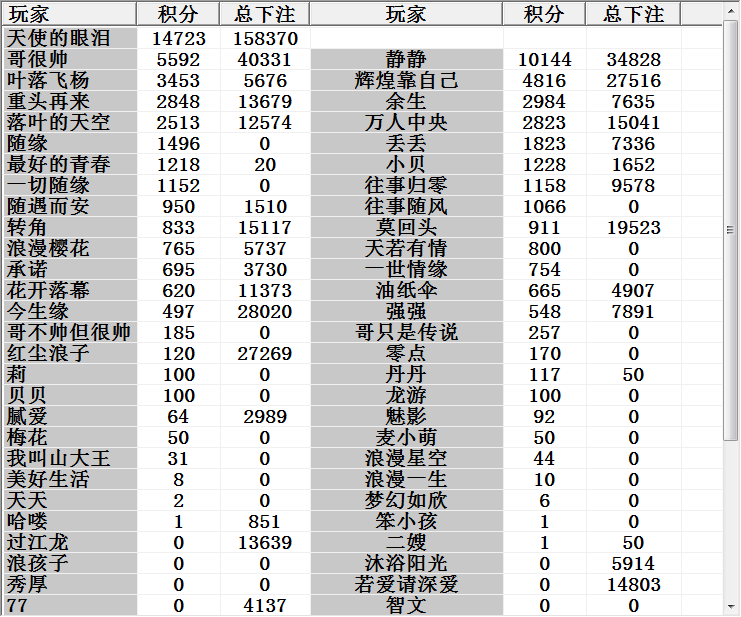 玩家 积分 总下注 玩家 积分 总下注
天使的眼泪 14723 158370
哥很帅 5592 40331 静静 10144 34828
叶落飞杨 3453 5676 辉煌靠自己 4816 27516
重头再来 2848 13679 余生 2984 7635
落叶的天空 2513 12574 万人中央 2823 15041
随缘 1496 0 丢丢 1823 7336
最好的青春 1218 20 小贝 1228 1652
一切随缘 1152 0 往事归零 1158 9578
随遇而安 950 1510 往事随风 1066 0
转角 833 15117 莫回头 911 19523
浪漫樱花 765 5737 天若有情 800 0
承诺 695 3730 一世情缘 754 0
花开落幕 620 11373 油纸伞 665 4907
今生缘 497 28020 强强 548 7891
哥不帅但很帅 185 0 哥只是传说 257 0
红尘浪子 120 27269 零点 170 0
莉 100 0 丹丹 117 50
贝贝 100 0 龙游 100 0
腻爱 64 2989 魅影 92 0
梅花 50 0 麦小萌 50 0
我叫山大王 31 0 浪漫星空 44 0
美好生活 8 0 浪漫一生 10 0
天天 2 0 梦幻如欣 6 0
哈喽 1 851 笨小孩 1 0
过江龙 0 13639 二嫂 1 50
浪孩子 0 0 沐浴阳光 0 5914
秀厚 0 0 若爱请深爱 0 14803
77 0 4137 智文 0 0